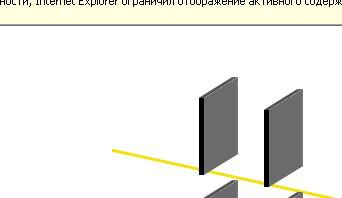 ности, Internet Explorer ограничил отображение активного содерж